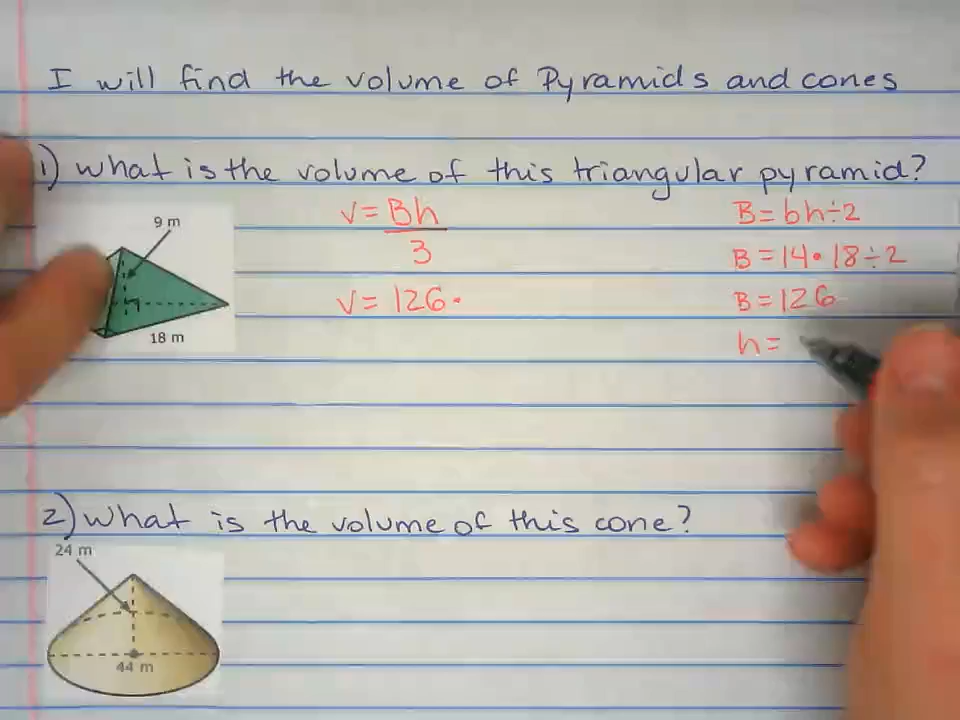 I will find the volume of Pyramids and cones
1) what is the volume of this triangular pyramid?
9 m
18 m
V = Bh
3
V = 126 •
B = bh ÷ 2
B = 14 • 18 ÷ 2
B = 126
h =
2) What is the volume of this cone?
24 m
44 m